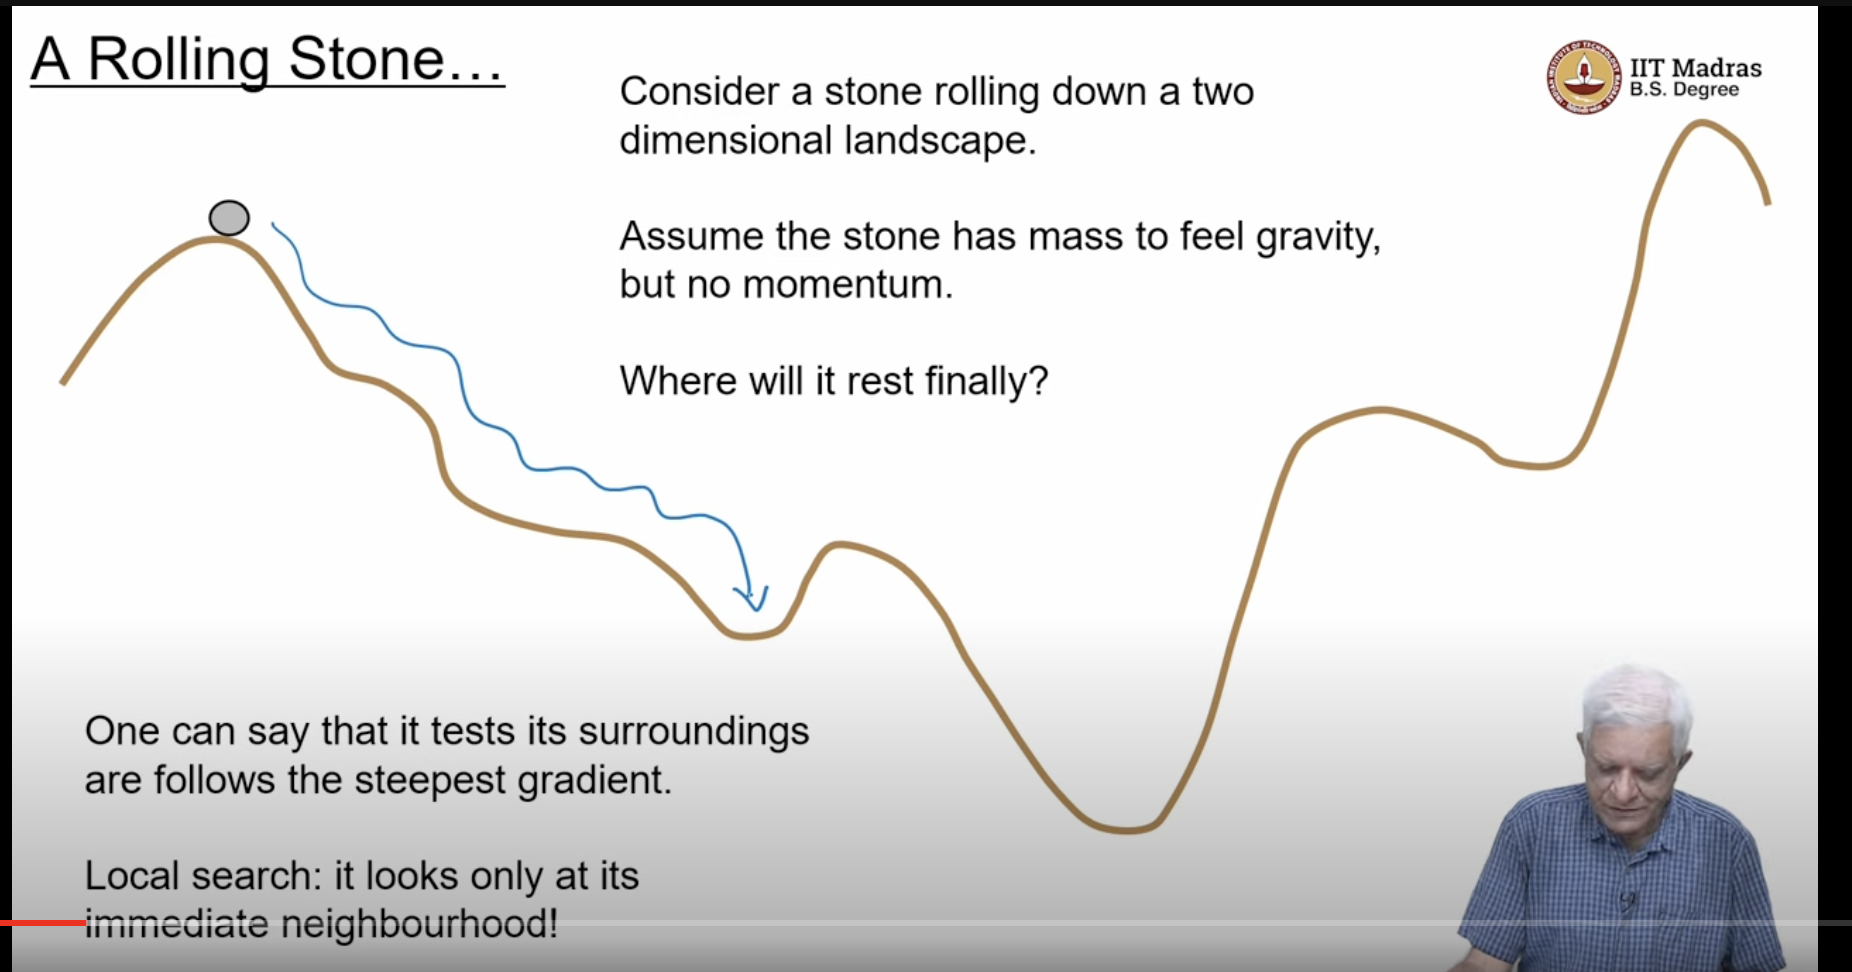 A Rolling Stone...
Consider a stone rolling down a two
dimensional landscape.
Assume the stone has mass to feel gravity,
but no momentum.
Where will it rest finally?
IIT Madras
B.S. Degree
One can say that it tests its surroundings
are follows the steepest gradient.
Local search: it looks only at its
immediate neighbourhood!